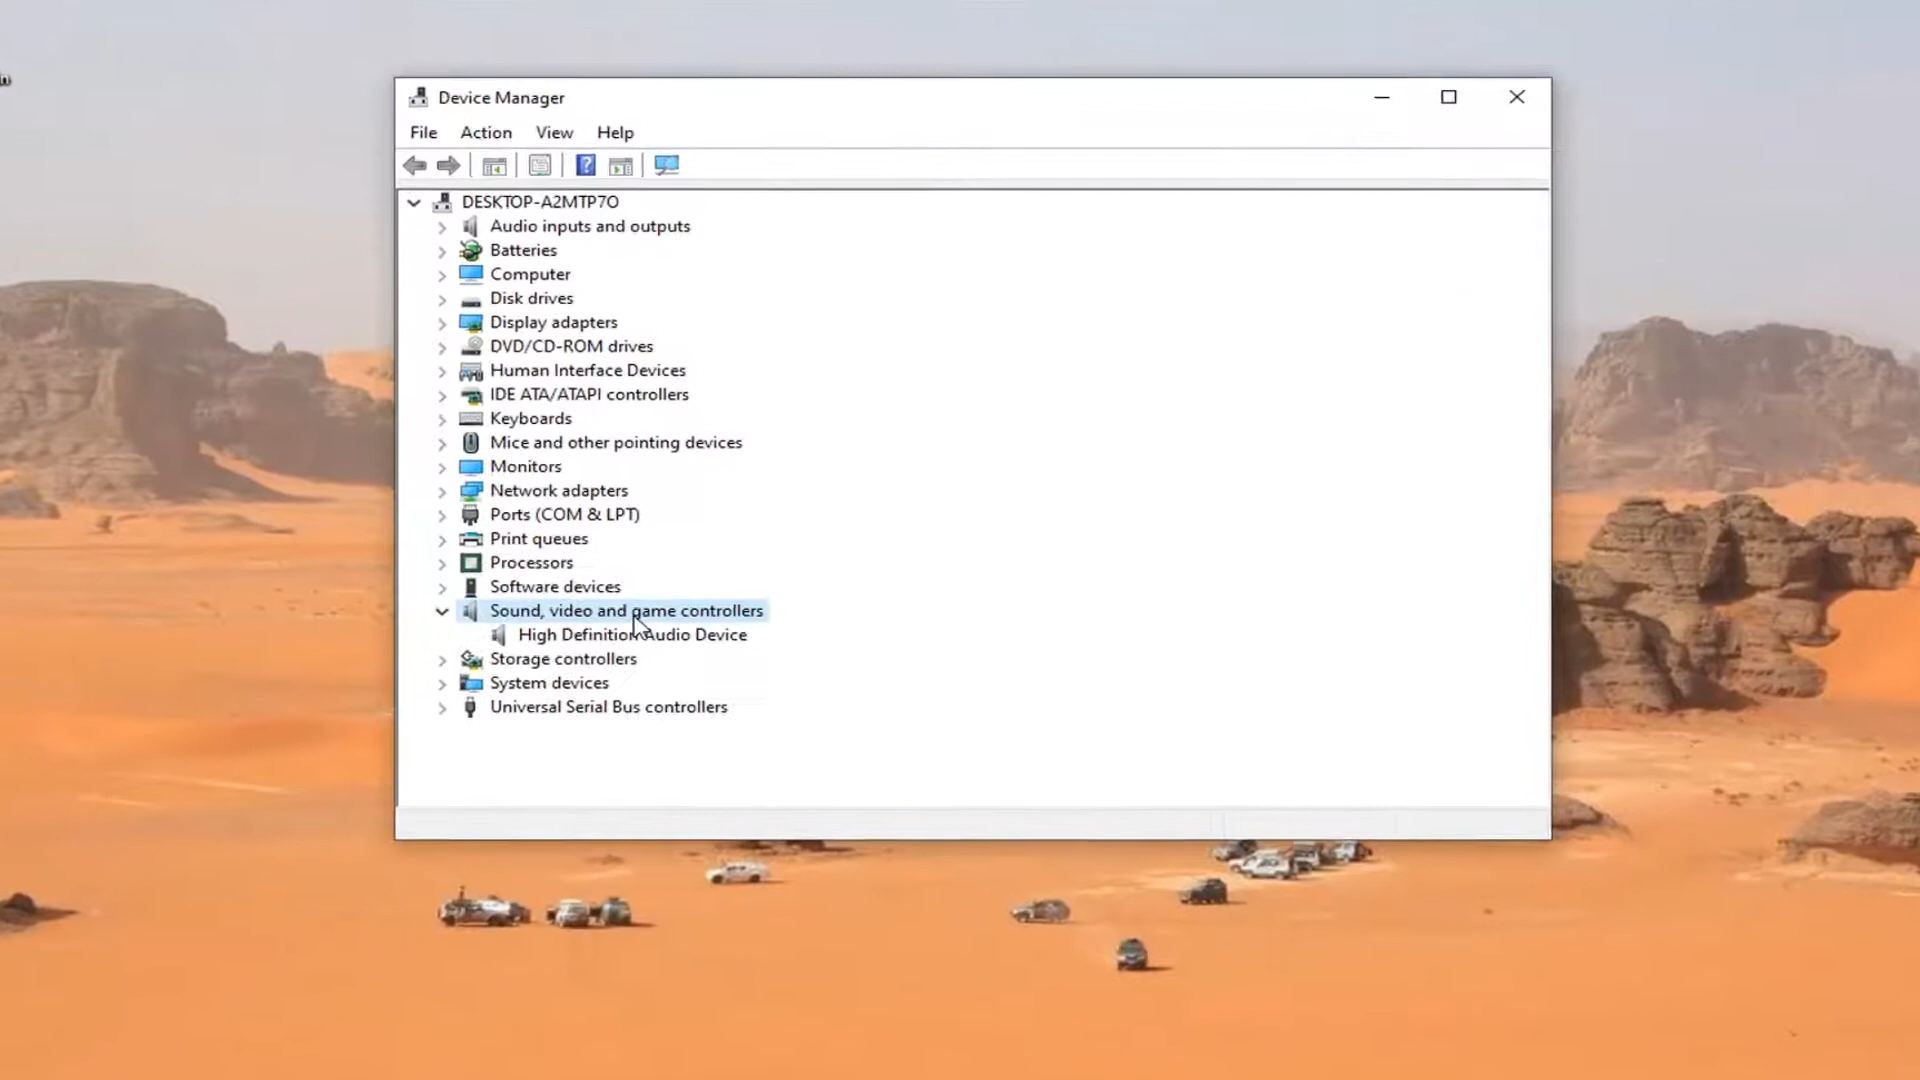 Device Manager
File Action View Help
DESKTOP-A2MTP7O
Audio inputs and outputs
Batteries
Computer
Disk drives
Display adapters
DVD/CD-ROM drives
Human Interface Devices
IDE ATA/ATAPI controllers
Keyboards
Mice and other pointing devices
Monitors
Network adapters
Ports (COM & LPT)
Print queues
Processors
Software devices
Sound, video and game controllers
High Definition Audio Device
Storage controllers
System devices
Universal Serial Bus controllers